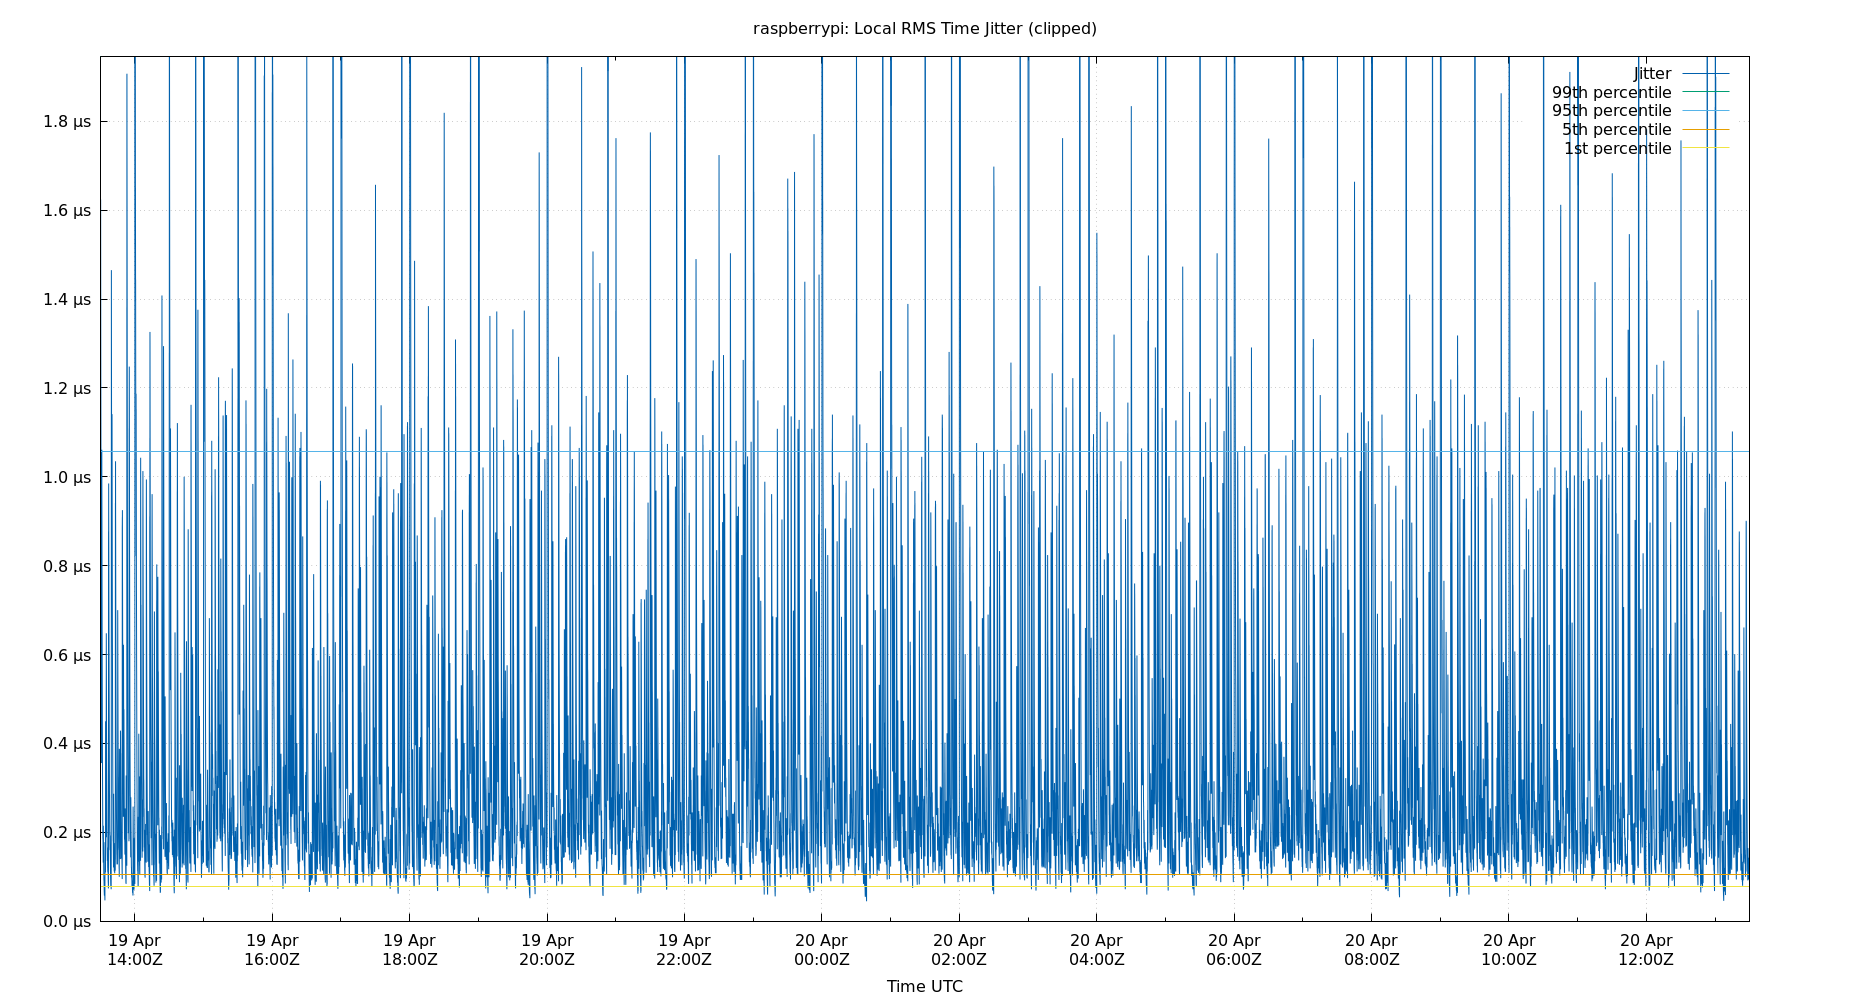 raspberrypi: Local RMS Time Jitter (clipped)
Jitter
99th percentile
95th percentile
5th percentile
1st percentile
1.8 µs
1.6 µs
1.4 µs
1.2 µs
1.0 µs
0.8 µs
0.6 µs
0.4 µs
0.2 µs
0.0 µs
19 Apr 19 Apr 19 Apr 19 Apr 19 Apr 20 Apr 20 Apr 20 Apr 20 Apr 20 Apr 20 Apr 20 Apr
14:00Z 16:00Z 18:00Z 20:00Z 22:00Z 00:00Z 02:00Z 04:00Z 06:00Z 08:00Z 10:00Z 12:00Z
Time UTC